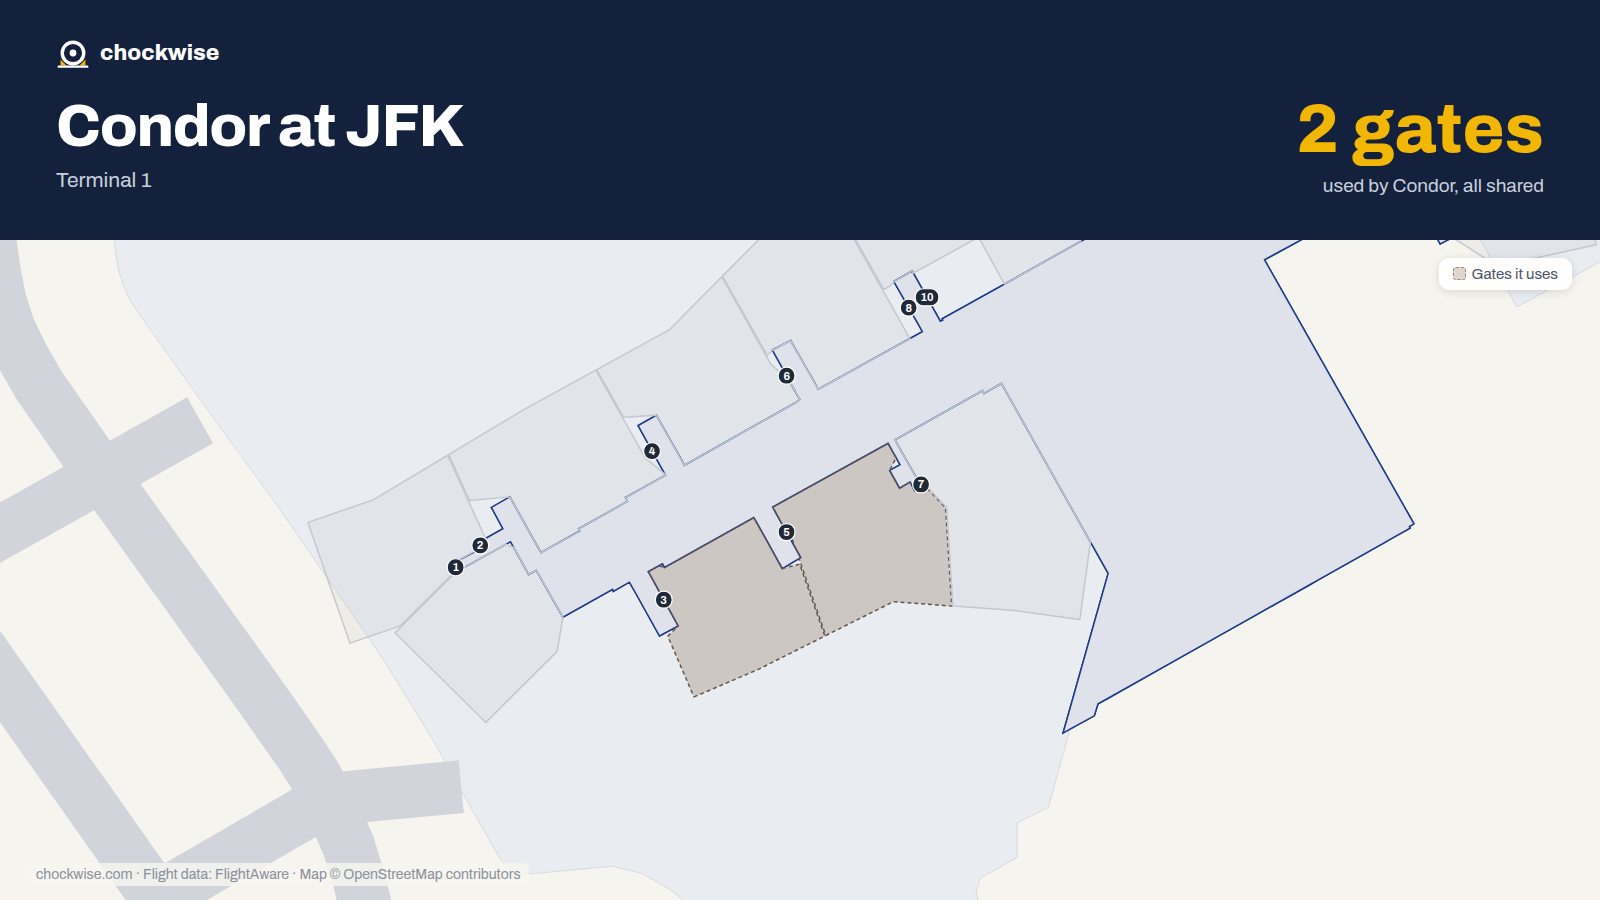 chockwise
Condor at JFK
Terminal 1
2 gates
used by Condor, all shared
Gates it uses
8
10
6
4
7
5
2
1
3
chockwise.com · Flight data: FlightAware · Map © OpenStreetMap contributors